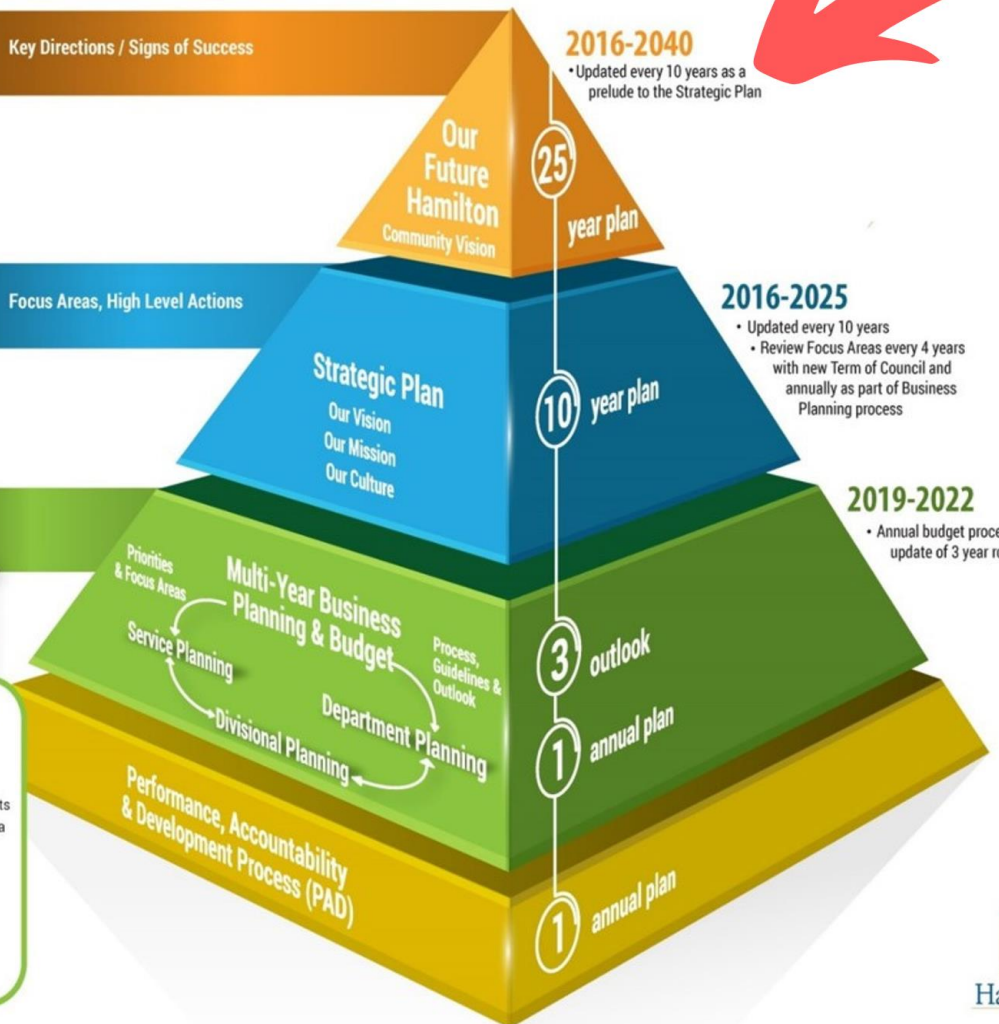 Key Directions / Signs of Success
2016-2040
• Updated every 10 years as a
prelude to the Strategic Plan
Our
Future
Hamilton
Community Vision
25
year plan
Focus Areas, High Level Actions
2016-2025
• Updated every 10 years
• Review Focus Areas every 4 years
with new Term of Council and
annually as part of Business
Planning process
Strategic Plan
Our Vision
Our Mission
Our Culture
10
year plan
2019-2022
• Annual budget
update of 3 year
Priorities
& Focus Areas
Multi-Year Business
Planning & Budget
Process,
Guidelines &
Outlook
Service Planning
Department Planning
Divisional Planning
3
outlook
1
annual plan
Performance, Accountability
& Development Process (PAD)
1
annual plan